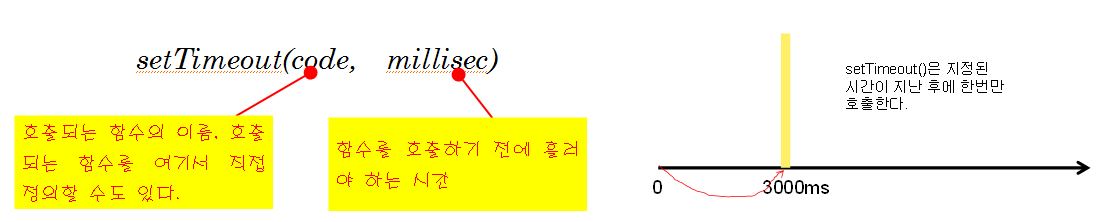 setTimeout(code, millisec)
호출되는 함수의 이름. 호출
되는 함수를 여기서 직접
정의할 수도 있다.
함수를 호출하기 전에 흘러
야 하는 시간
setTimeout()은 지정된
시간이 지난 후에 한번만
호출한다.
0
3000ms